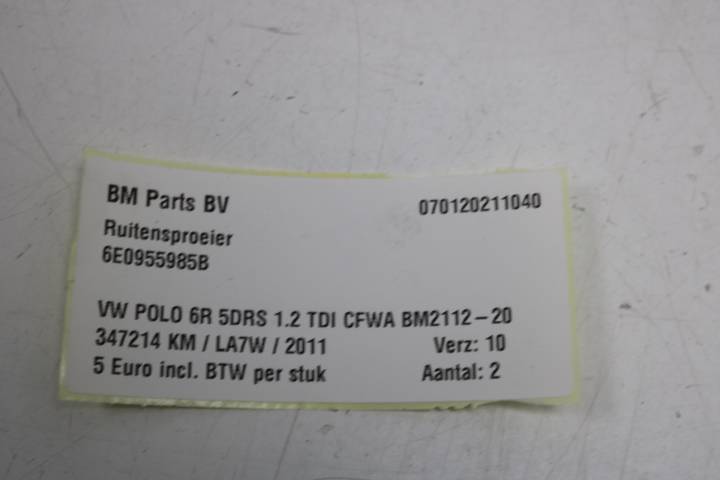 BM Parts BV 070120211040
Ruitensproeier
6E0955985B
VW POLO 6R 5DRS 1.2 TDI CFWA BM2112-20
347214 KM / LA7W / 2011 Verz: 10
5 Euro incl. BTW per stuk Aantal: 2